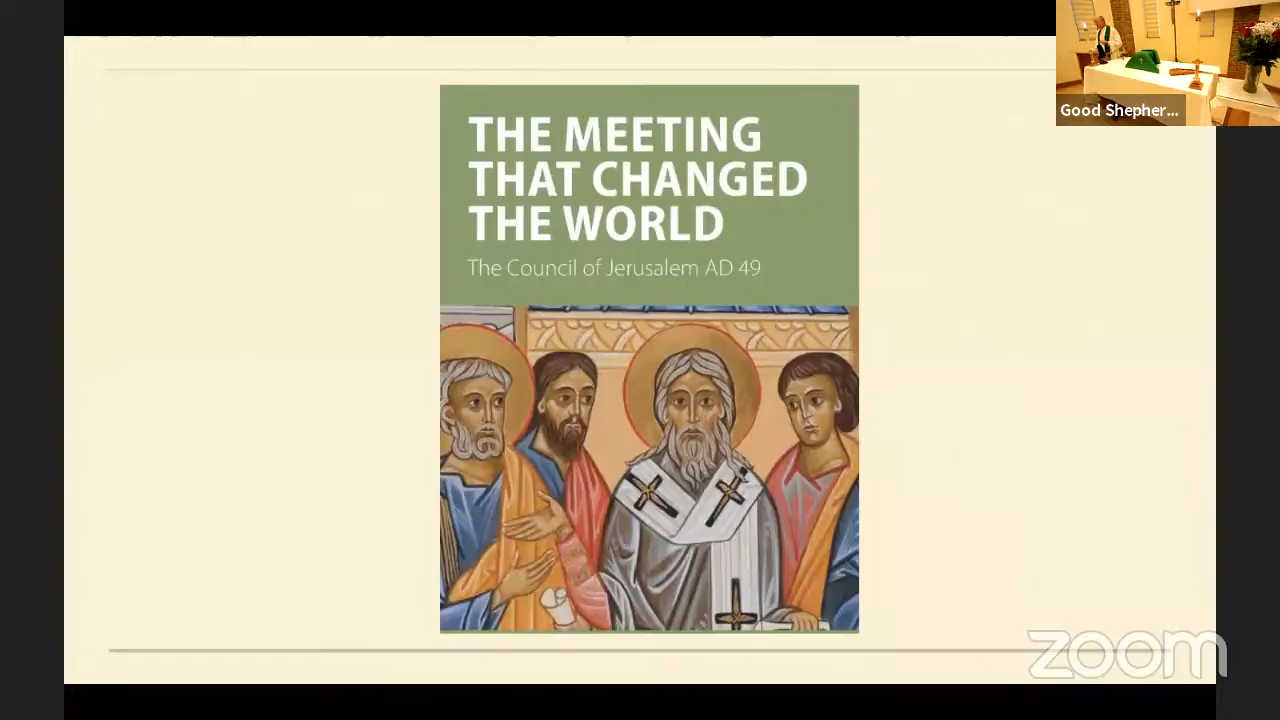 THE MEETING
THAT CHANGED
THE WORLD
The Council of Jerusalem AD 49
Good Shepher...
zoom